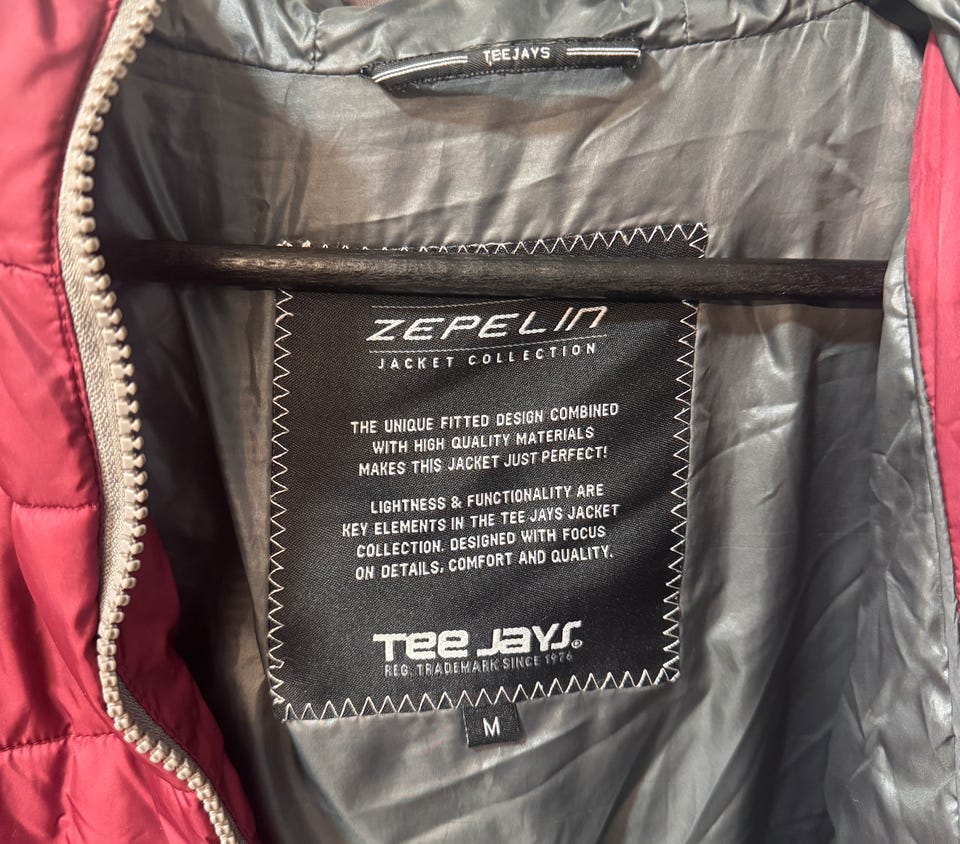 TEEJAYS
ZEPELIN
JACKET COLLECTION
THE UNIQUE FITTED DESIGN COMBINED
WITH HIGH QUALITY MATERIALS
MAKES THIS JACKET JUST PERFECT!
LIGHTNESS & FUNCTIONALITY ARE
KEY ELEMENTS IN THE TEE JAYS JACKET
COLLECTION. DESIGNED WITH FOCUS
ON DETAILS, COMFORT AND QUALITY.
Tee Jays®
REG. TRADEMARK SINCE 1976
M